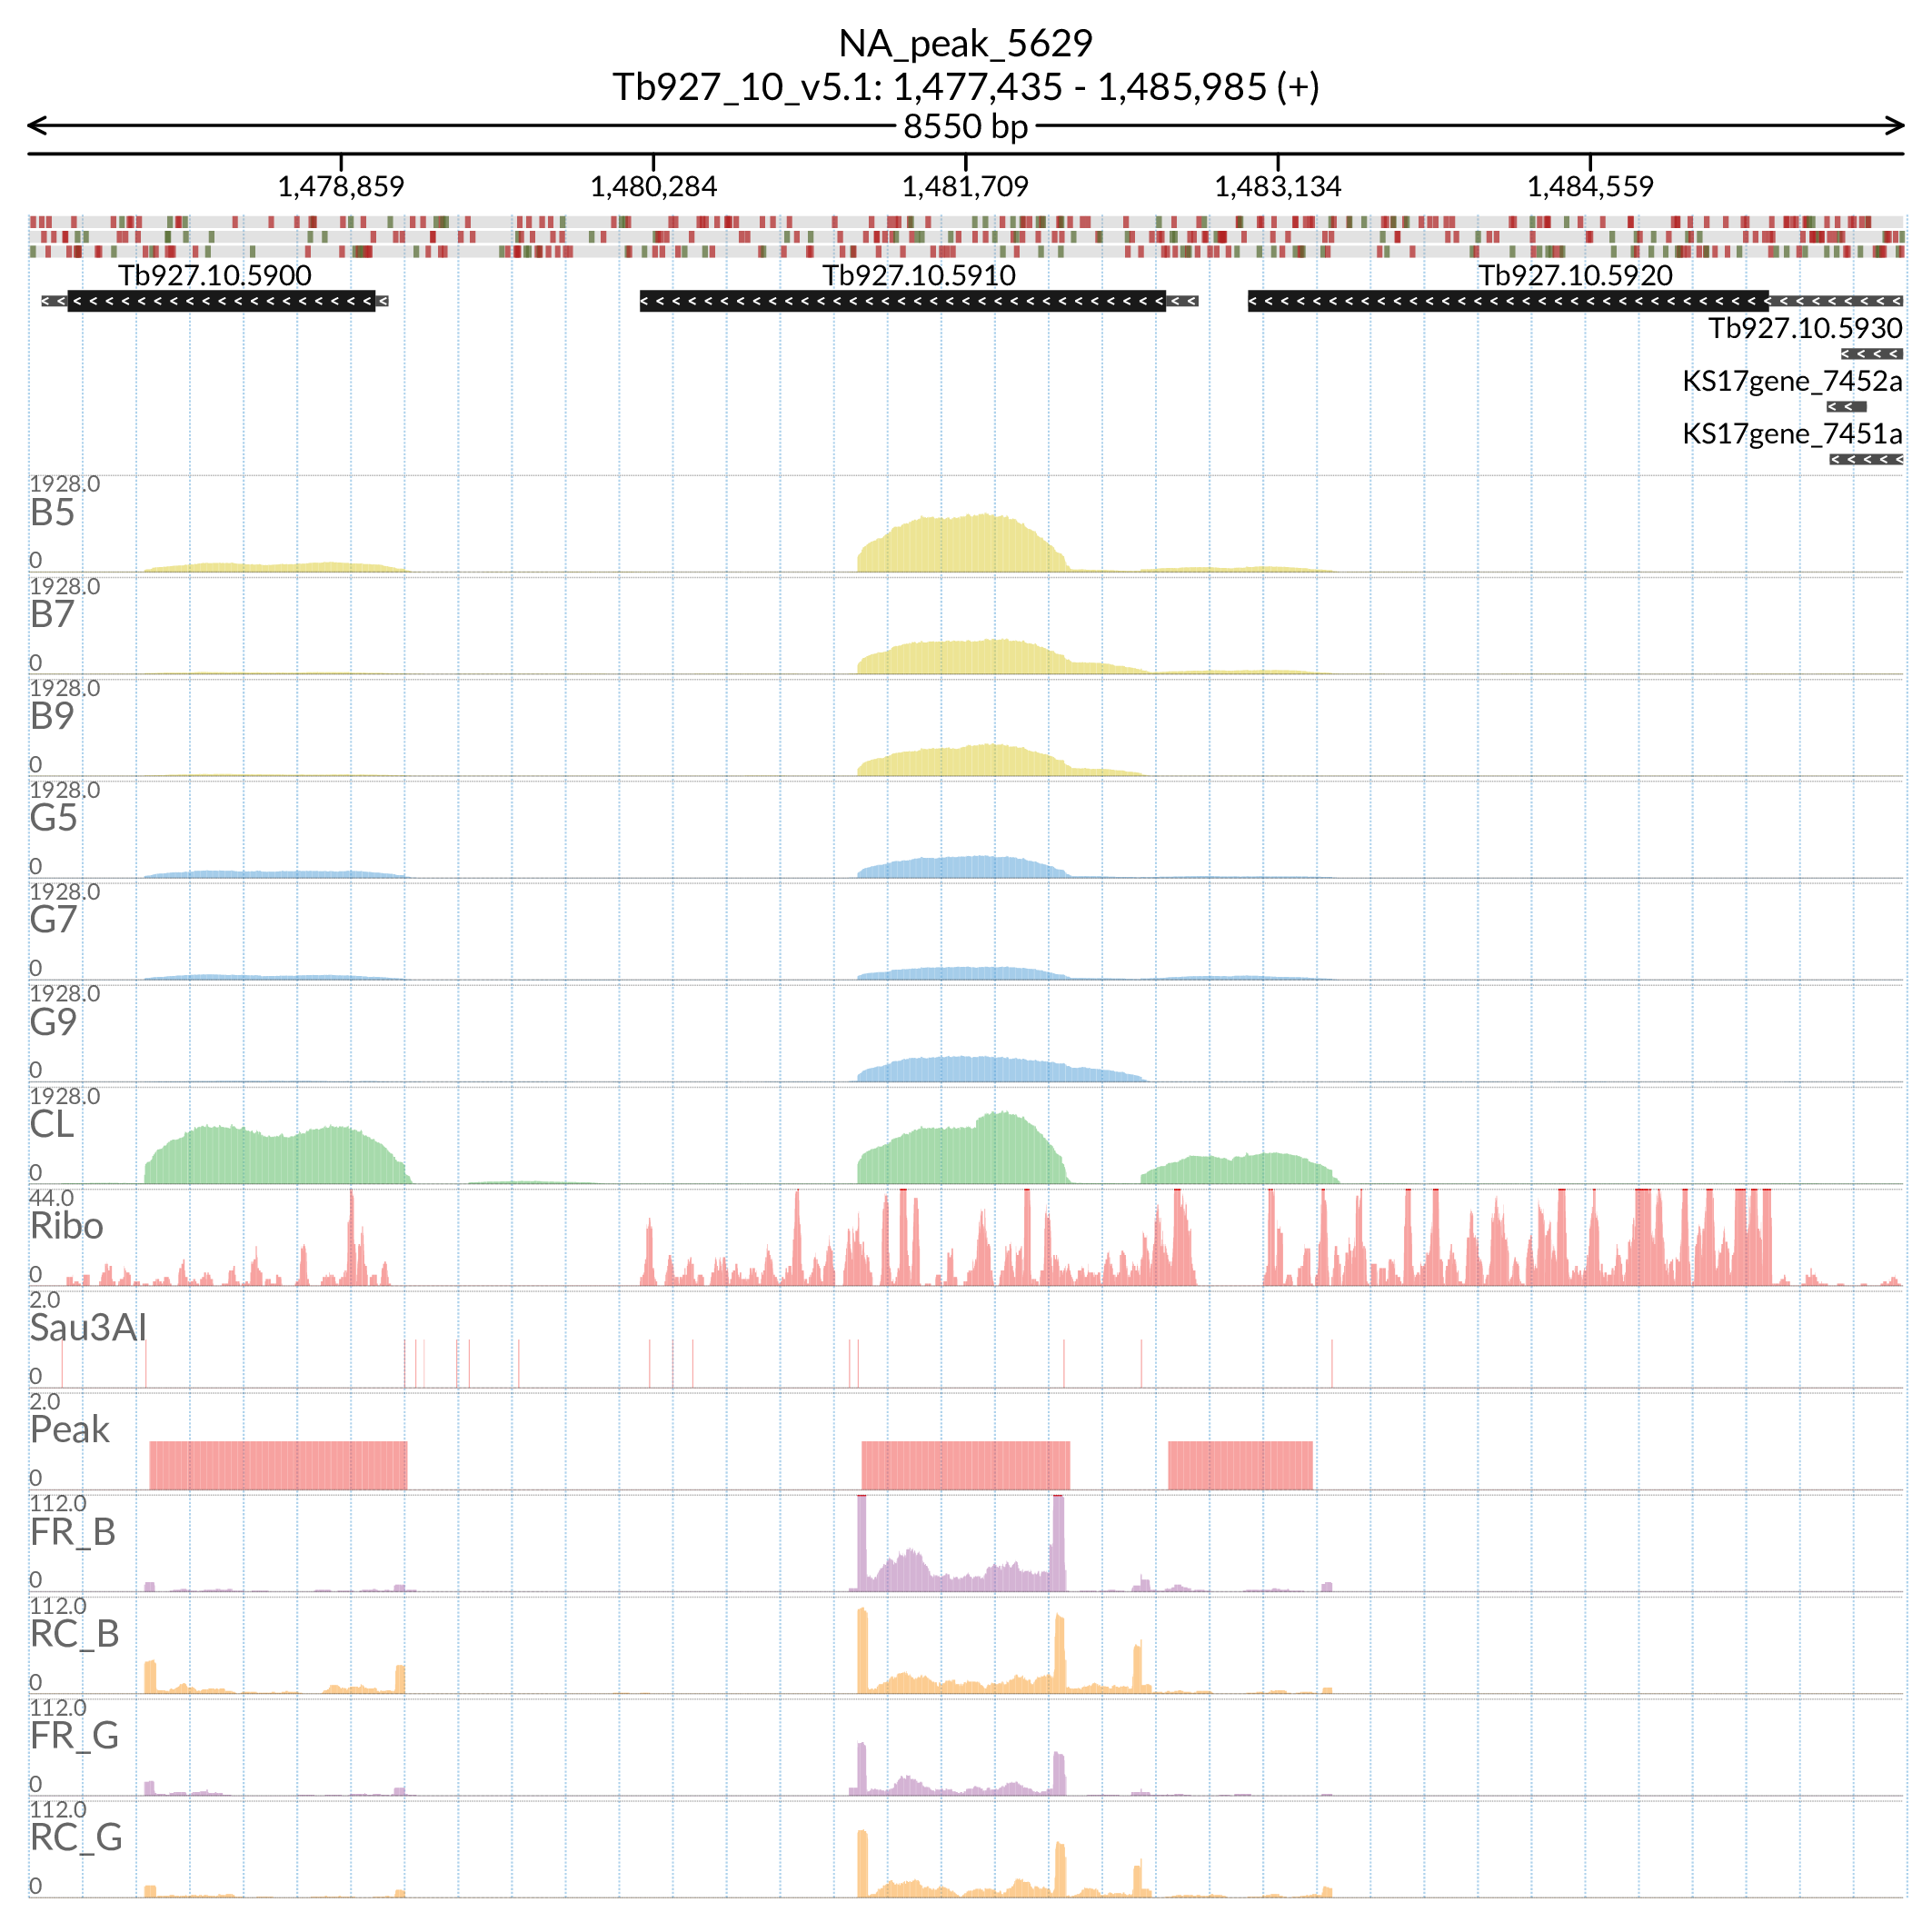 NA_peak_5629
Tb927_10_v5.1: 1,477,435 - 1,485,985 (+)
8550 bp
1,478,859 1,480,284 1,481,709 1,483,134 1,484,559
Tb927.10.5900 Tb927.10.5910 Tb927.10.5920
Tb927.10.5930
KS17gene_7452a
KS17gene_7451a
1928.0
B5
0
1928.0
B7
0
1928.0
B9
0
1928.0
G5
0
1928.0
G7
0
1928.0
G9
0
1928.0
CL
0
44.0
Ribo
0
2.0
Sau3AI
0
2.0
Peak
0
112.0
FR_B
0
112.0
RC_B
0
112.0
FR_G
0
112.0
RC_G
0